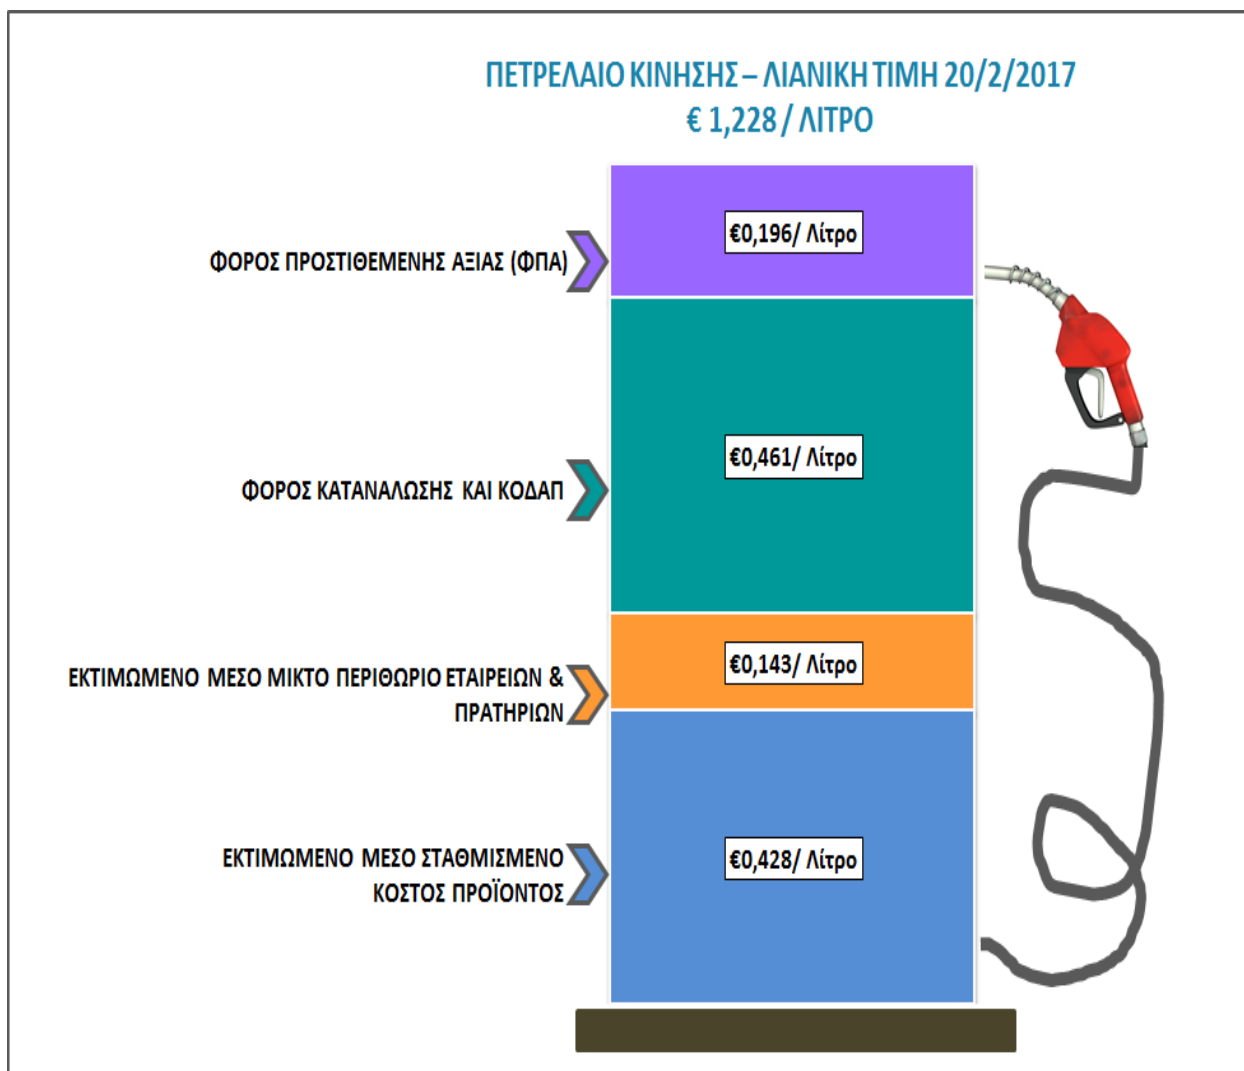 ΠΕΤΡΕΛΑΙΟ ΚΙΝΗΣΗΣ – ΛΙΑΝΙΚΗ ΤΙΜΗ 20/2/2017
€ 1,228 / ΛΙΤΡΟ
€0,196/ Λίτρο
ΦΟΡΟΣ ΠΡΟΣΤΙΘΕΜΕΝΗΣ ΑΞΙΑΣ (ΦΠΑ)
€0,461/ Λίτρο
ΦΟΡΟΣ ΚΑΤΑΝΑΛΩΣΗΣ ΚΑΙ ΚΟΔΑΠ
€0,143/ Λίτρο
ΕΚΤΙΜΩΜΕΝΟ ΜΕΣΟ ΜΙΚΤΟ ΠΕΡΙΘΩΡΙΟ ΕΤΑΙΡΕΙΩΝ &
ΠΡΑΤΗΡΙΩΝ
€0,428/ Λίτρο
ΕΚΤΙΜΩΜΕΝΟ ΜΕΣΟ ΣΤΑΘΜΙΣΜΕΝΟ
ΚΟΣΤΟΣ ΠΡΟΪΟΝΤΟΣ